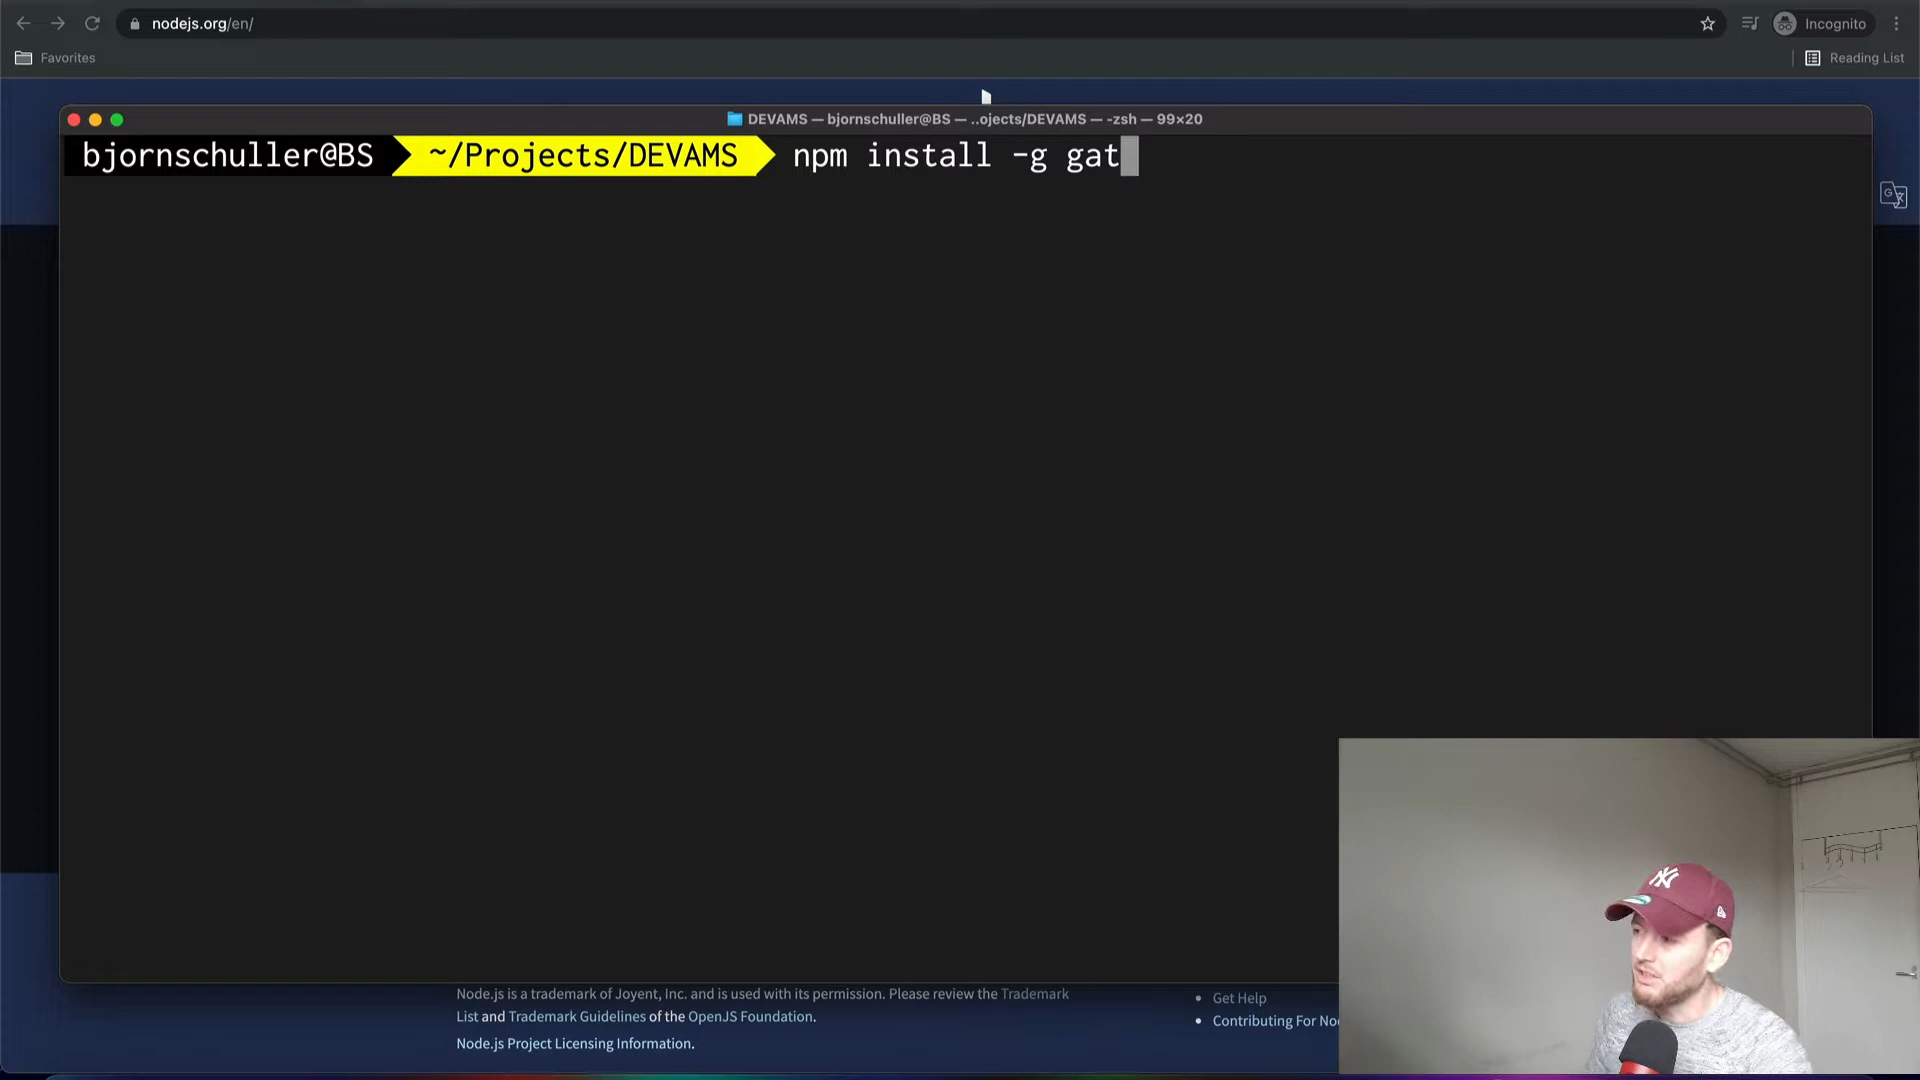 nodejs.org/en/
Incognito
Favorites
Reading List
DEVAMS — bjornschuller@BS — ..ojects/DEVAMS — -zsh — 99×20
bjornschuller@BS ~/Projects/DEVAMS npm install -g gat
Node.js is a trademark of Joyent, Inc. and is used with its permission. Please review the Trademark
List and Trademark Guidelines of the OpenJS Foundation.
Node.js Project Licensing Information.
Get Help
Contributing For No
NY